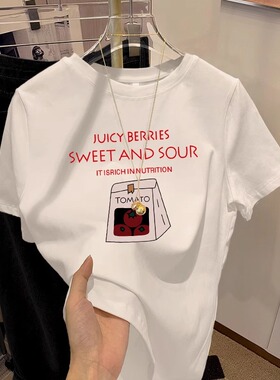 JUICY BERRIES
SWEET AND SOUR
IT ISRICH IN NUTRITION
TOMATO